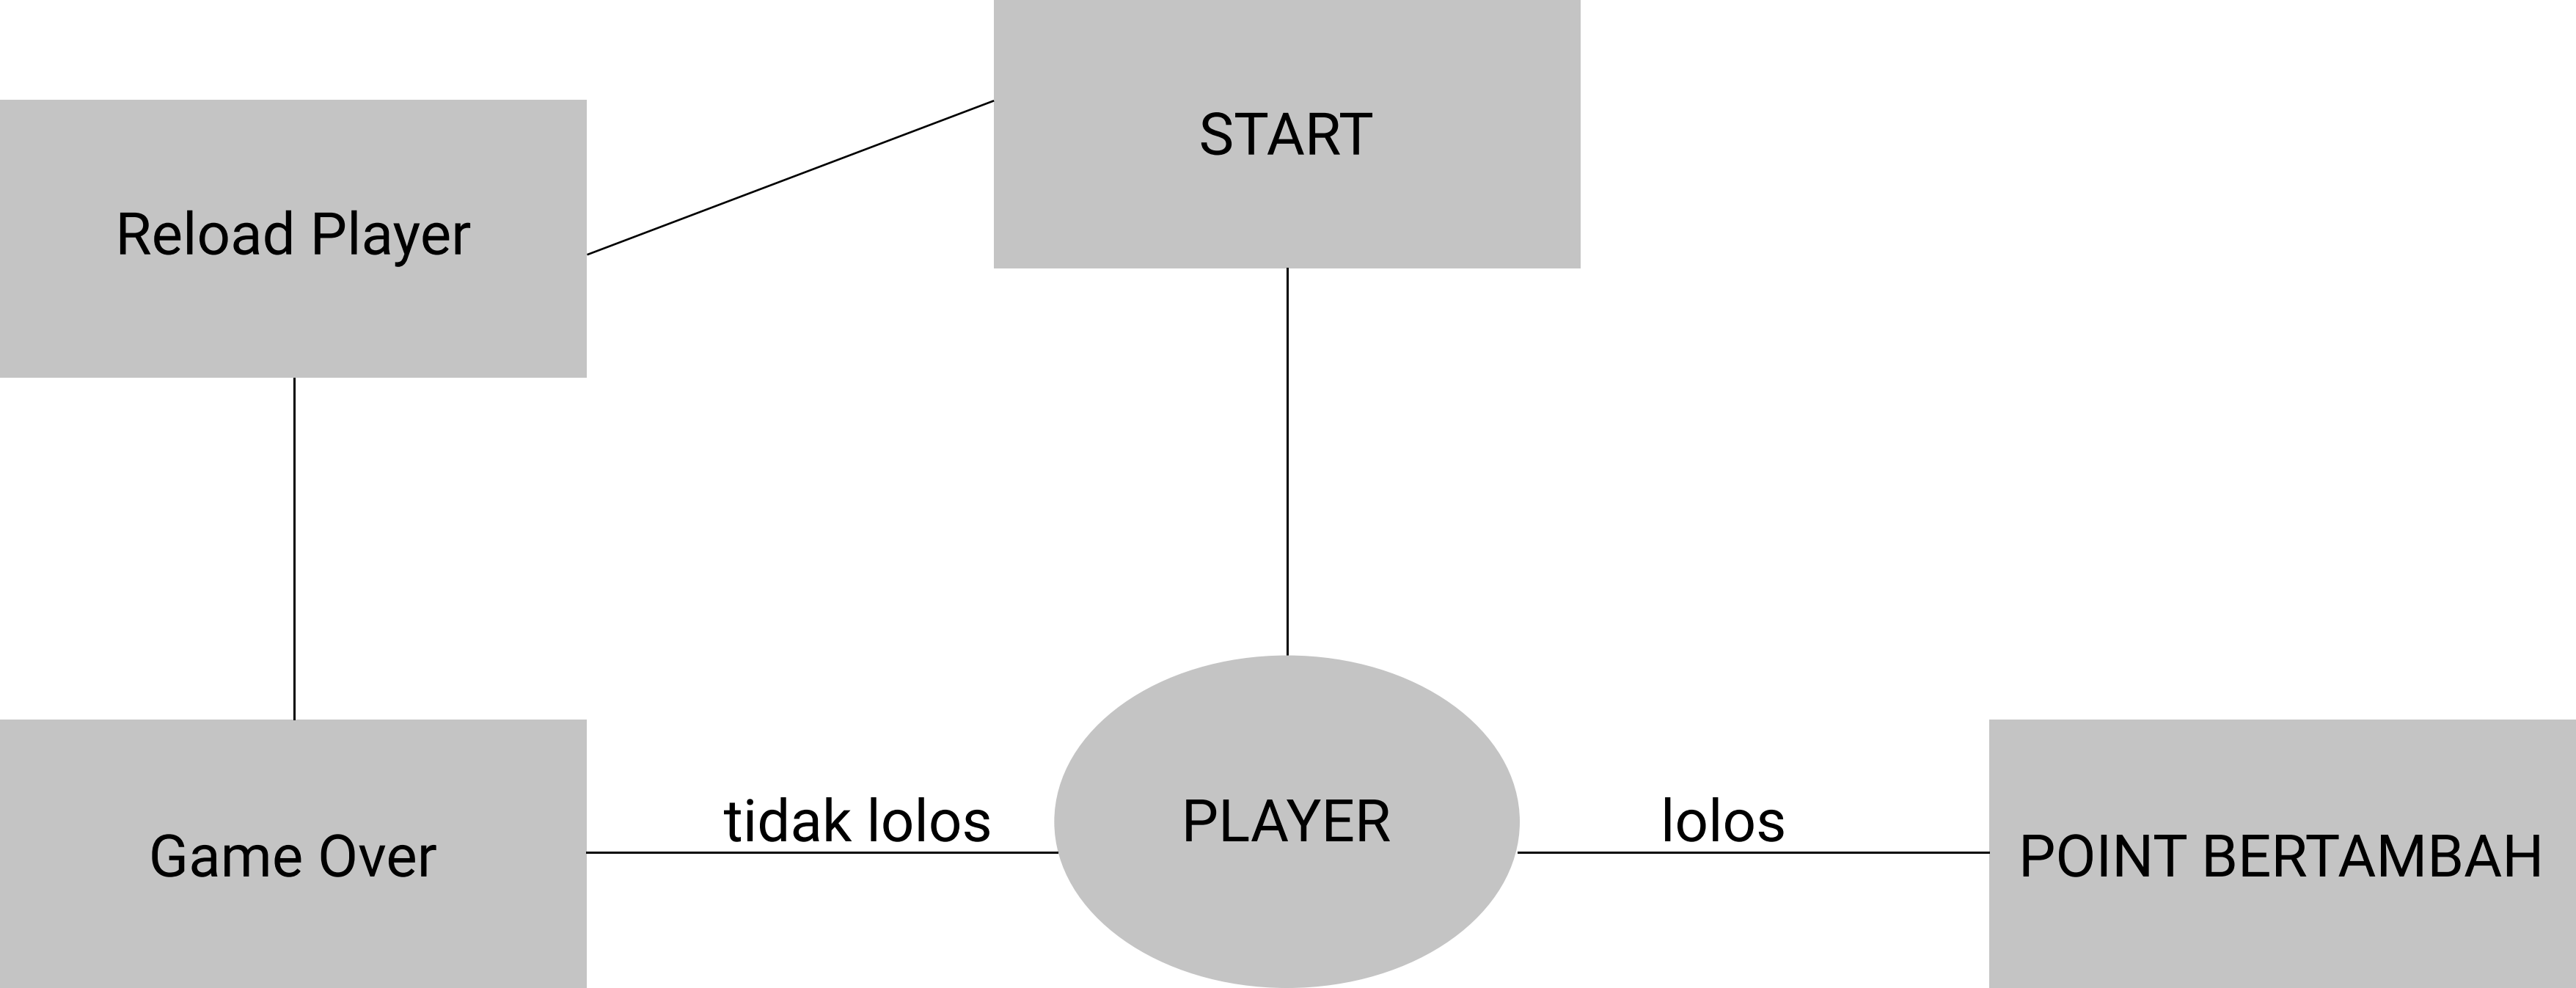 START
Reload Player
tidak lolos
PLAYER
lolos
Game Over
POINT BERTAMBAH